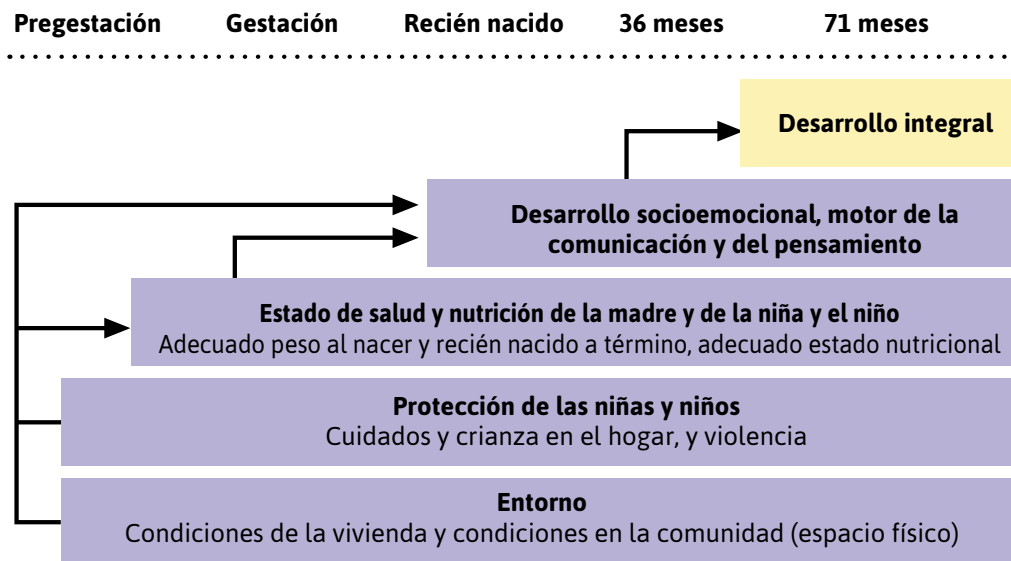 Pregestación Gestación Recién nacido 36 meses 71 meses
Desarrollo integral
Desarrollo socioemocional, motor de la
comunicación y del pensamiento
Estado de salud y nutrición de la madre y de la niña y el niño
Adecuado peso al nacer y recién nacido a término, adecuado estado nutricional
Protección de las niñas y niños
Cuidados y crianza en el hogar, y violencia
Entorno
Condiciones de la vivienda y condiciones en la comunidad (espacio físico)